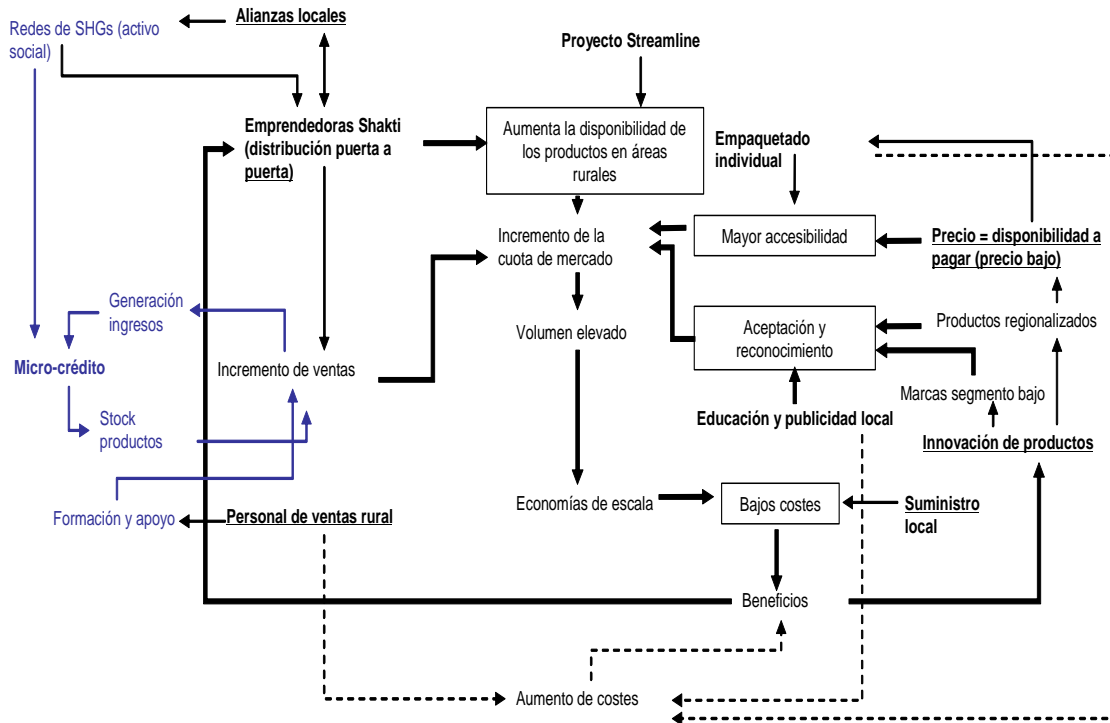 Redes de SHGs (activo
social)
Alianzas locales
Proyecto Streamline
Emprendedoras Shakti
(distribución puerta a
puerta)
Aumenta la disponibilidad de
los productos en áreas
rurales
Empaquetado
individual
Incremento de la
cuota de mercado
Mayor accesibilidad
Precio = disponibilidad a
pagar (precio bajo)
Generación
ingresos
Volumen elevado
Aceptación y
reconocimiento
Productos regionalizados
Micro-crédito
Incremento de ventas
Marcas segmento bajo
Stock
productos
Educación y publicidad local
Innovación de productos
Economías de escala
Bajos costes
Suministro
local
Formación y apoyo
Personal de ventas rural
Beneficios
Aumento de costes